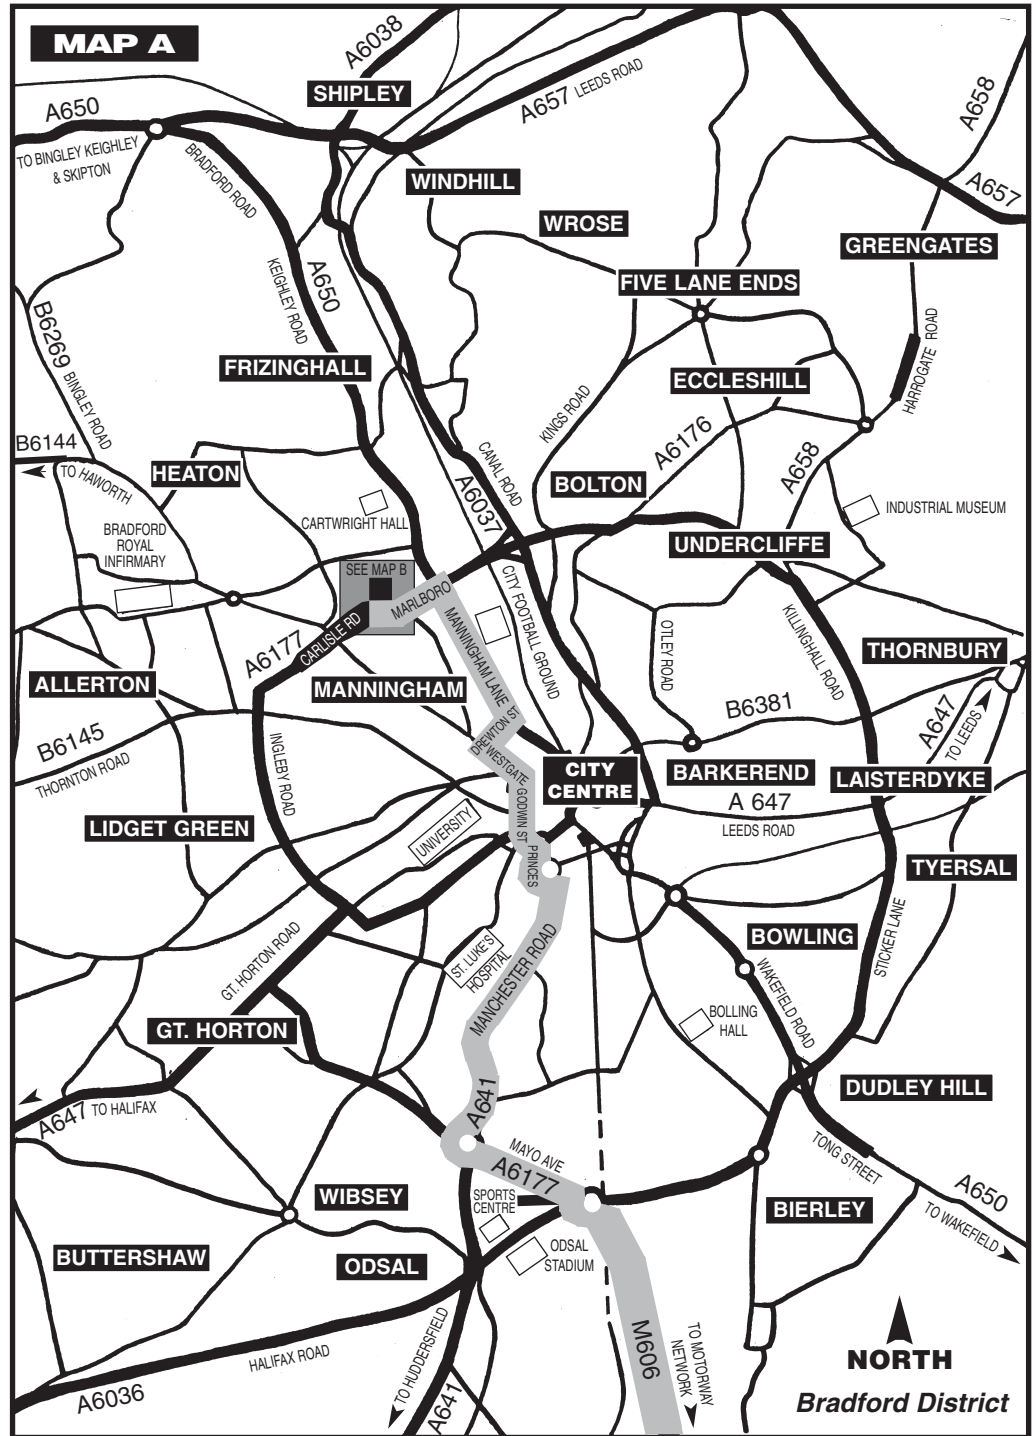 MAP A
A6038
SHIPLEY
A657 LEEDS ROAD
A658
A650
TO BINGLEY KEIGHLEY
& SKIPTON
BRADFORD ROAD
WINDHILL
A657
WROSE
GREENGATES
KEIGHLEY ROAD
A650
FIVE LANE ENDS
B6269
BINGLEY ROAD
FRIZINGHALL
ECCLESHILL
HARROGATE ROAD
KINGS ROAD
B6144
TO HAWORTH
HEATON
A6176
A658
CANAL ROAD
A6037
BOLTON
CARTWRIGHT HALL
INDUSTRIAL MUSEUM
BRADFORD
ROYAL
INFIRMARY
UNDERCLIFFE
SEE MAP B
MARLBORO
CITY FOOTBALL GROUND
CARLISLE RD
A6177
MANNINGHAM LANE
OTLEY ROAD
KILLINGHALL ROAD
THORNBURY
ALLERTON
MANNINGHAM
B6381
A647
TO LEEDS
DREWTON ST
B6145
THORNTON ROAD
INGLEBY ROAD
WESTGATE
CITY
CENTRE
BARKEREND
LAISTERDYKE
GODWIN ST
A 647
LEEDS ROAD
LIDGET GREEN
UNIVERSITY
PRINCES
TYERSAL
BOWLING
STICKER LANE
GT. HORTON ROAD
ST. LUKE'S
HOSPITAL
MANCHESTER ROAD
WAKEFIELD ROAD
BOLLING
HALL
GT. HORTON
A641
DUDLEY HILL
A647 TO HALIFAX
MAYO AVE
A6177
TONG STREET
WIBSEY
SPORTS
CENTRE
BIERLEY
A650
TO WAKEFIELD
BUTTERSHAW
ODSAL
ODSAL
STADIUM
M606
TO MOTORWAY
NETWORK
HALIFAX ROAD
TO HUDDERSFIELD
A6036
A641
NORTH
Bradford District